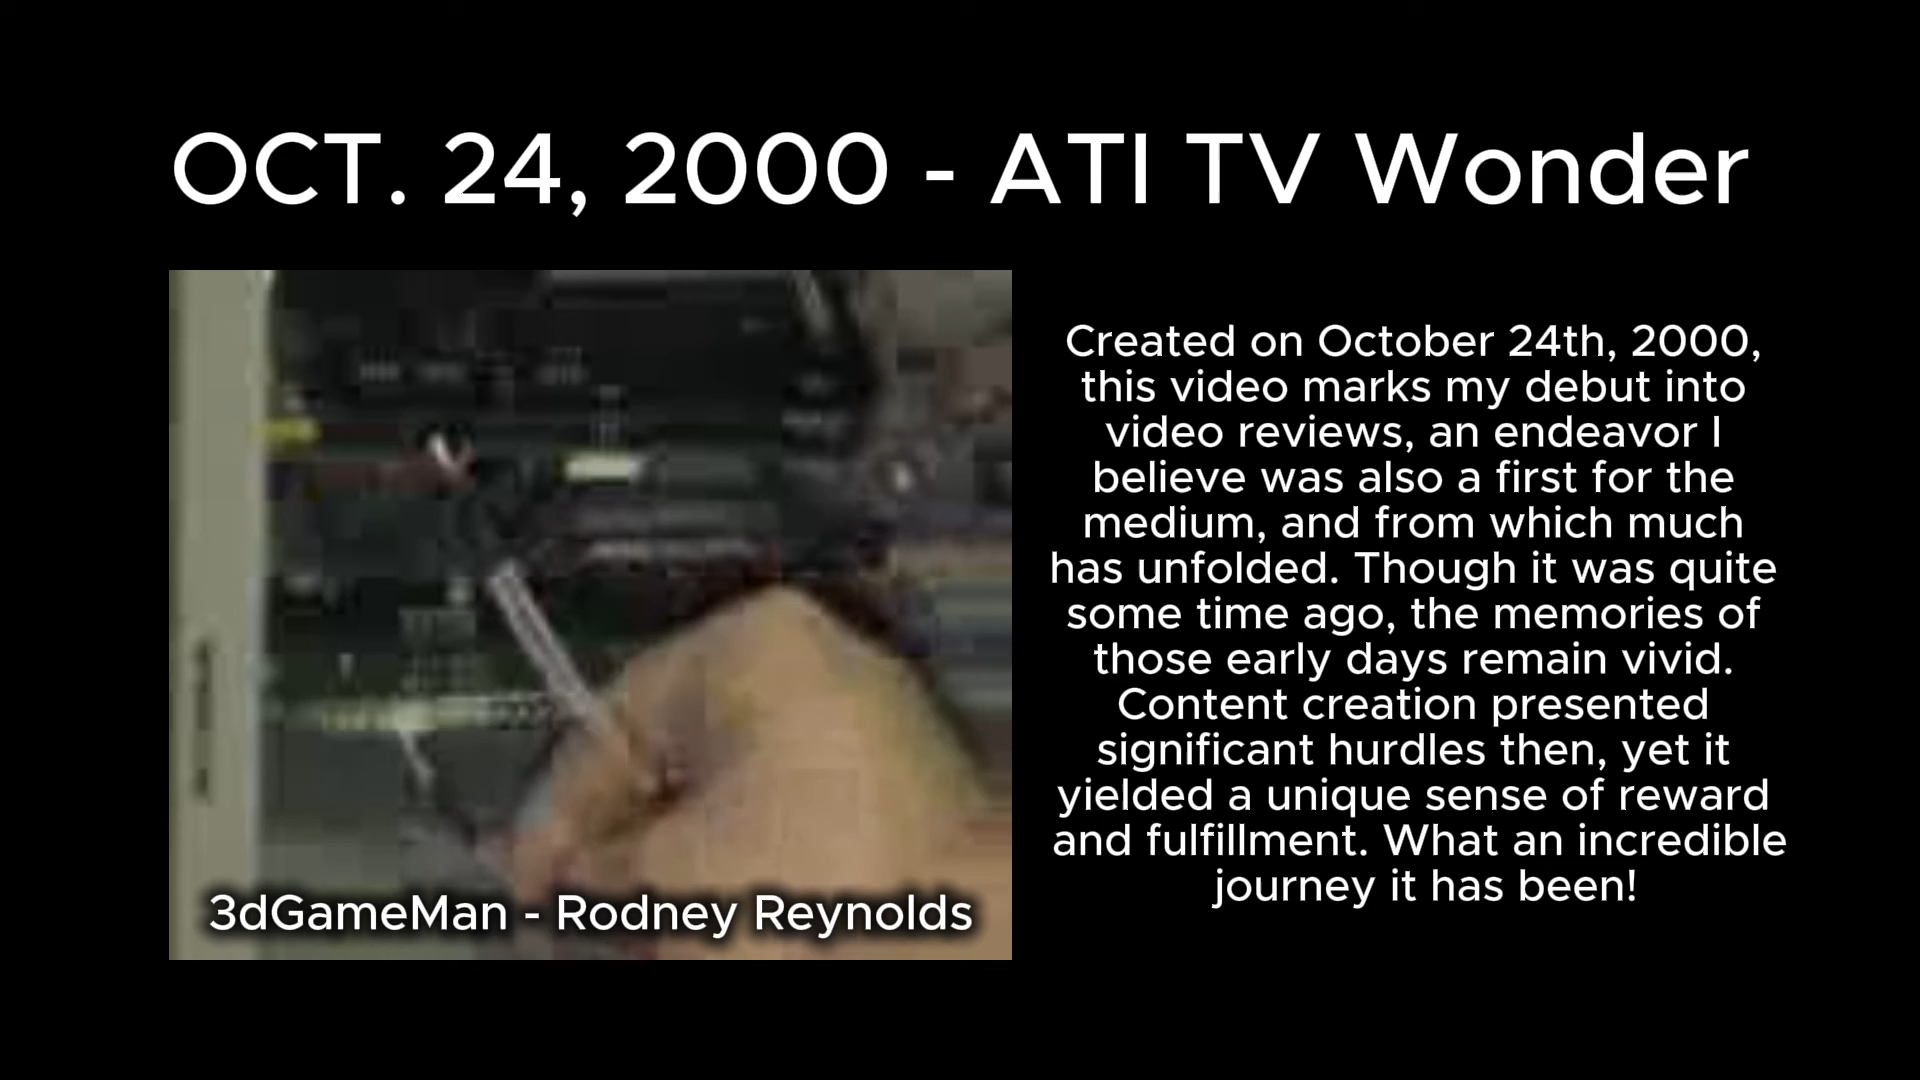 OCT. 24, 2000 - ATI TV Wonder
Created on October 24th, 2000,
this video marks my debut into
video reviews, an endeavor I
believe was also a first for the
medium, and from which much
has unfolded. Though it was quite
some time ago, the memories of
those early days remain vivid.
Content creation presented
significant hurdles then, yet it
yielded a unique sense of reward
and fulfillment. What an incredible
journey it has been!
3dGameMan - Rodney Reynolds